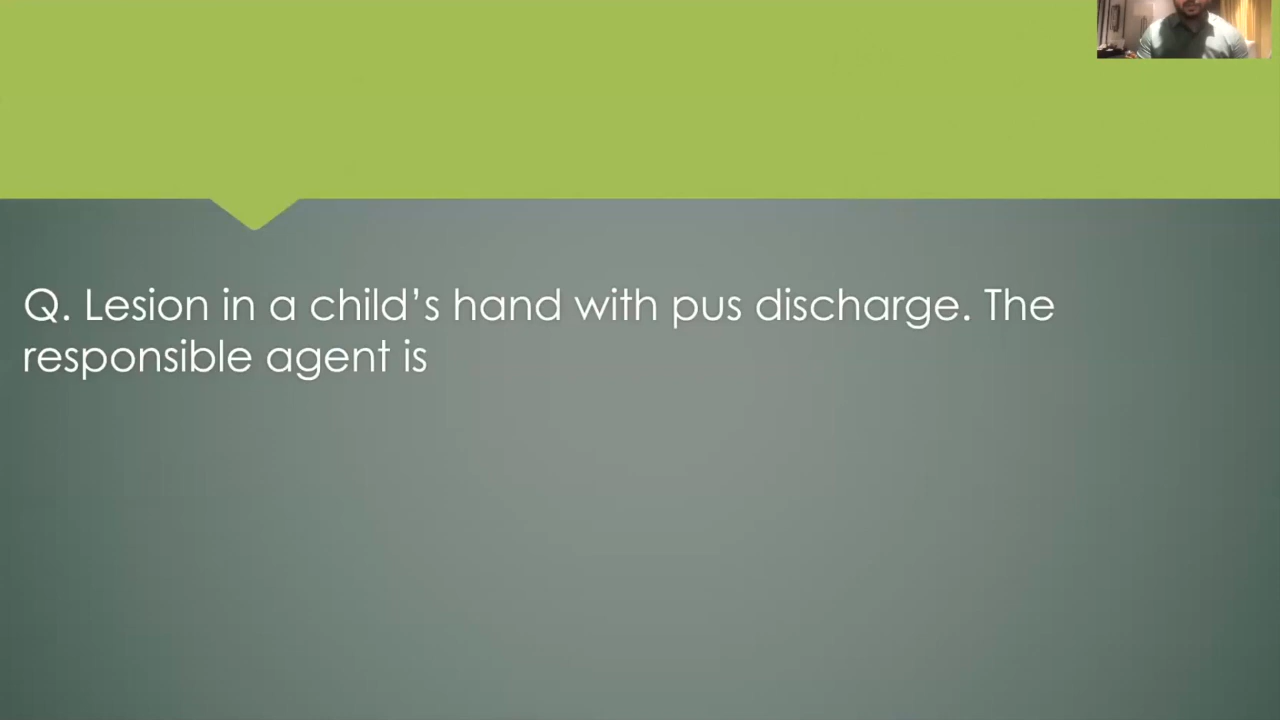 Q. Lesion in a child’s hand with pus discharge. The
responsible agent is